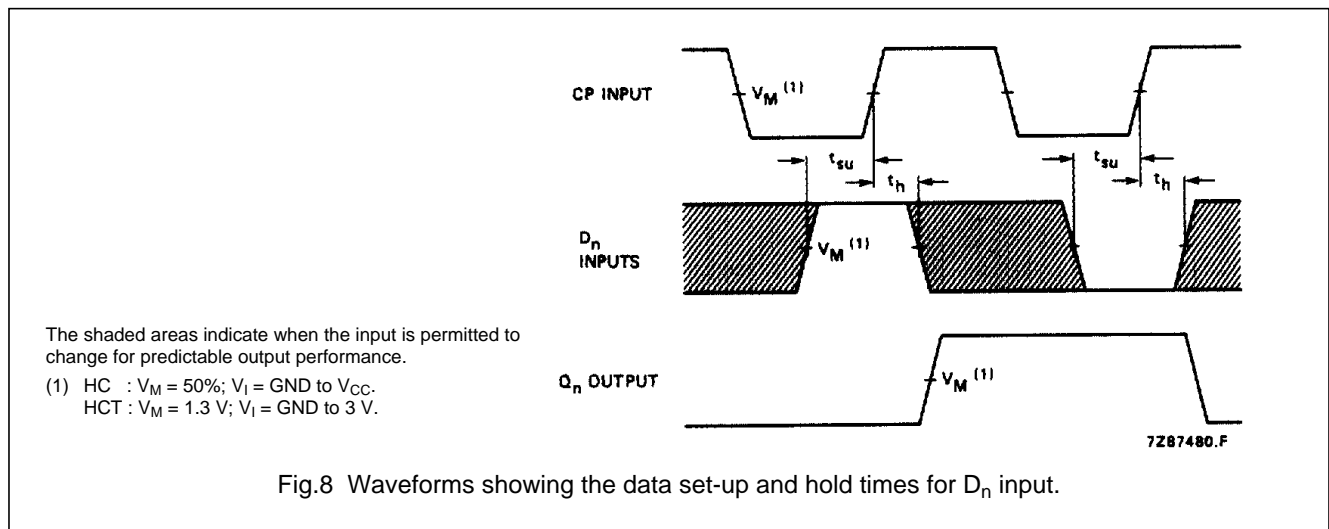 CP INPUT
V_M (1)
t_su
t_h
t_su
t_h
D_n
INPUTS
V_M (1)
The shaded areas indicate when the input is permitted to
change for predictable output performance.
(1) HC : V_M = 50%; V_I = GND to V_CC.
HCT : V_M = 1.3 V; V_I = GND to 3 V.
Q_n OUTPUT
V_M (1)
7Z87480.F
Fig.8 Waveforms showing the data set-up and hold times for D_n input.